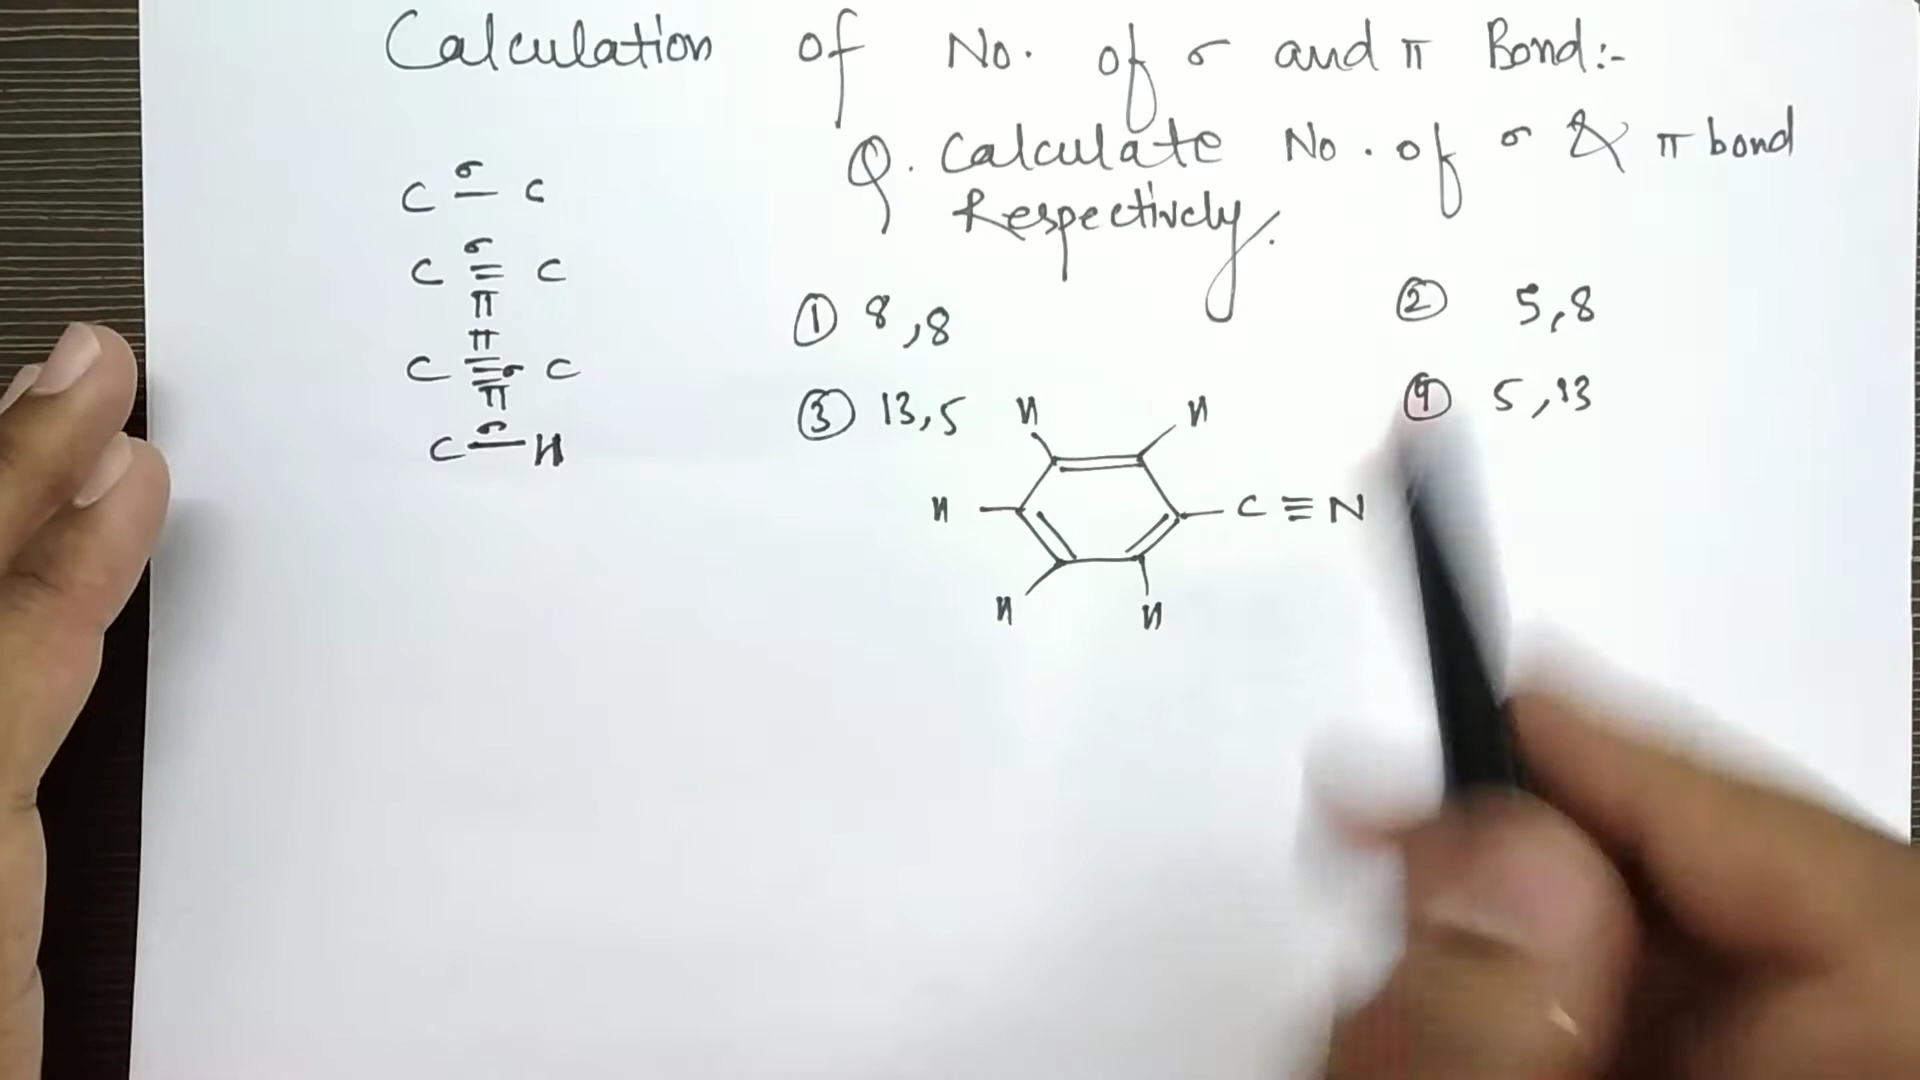 Calculation of No. of σ and π Bond:-
Q. Calculate No. of σ & π bond
Respectively.
C σ — C
C σ = π C
C π ≡ σ π C
C σ — H
① 8,8
② 5,8
③ 13,5
④ 5,13
H H
H C ≡ N
H H